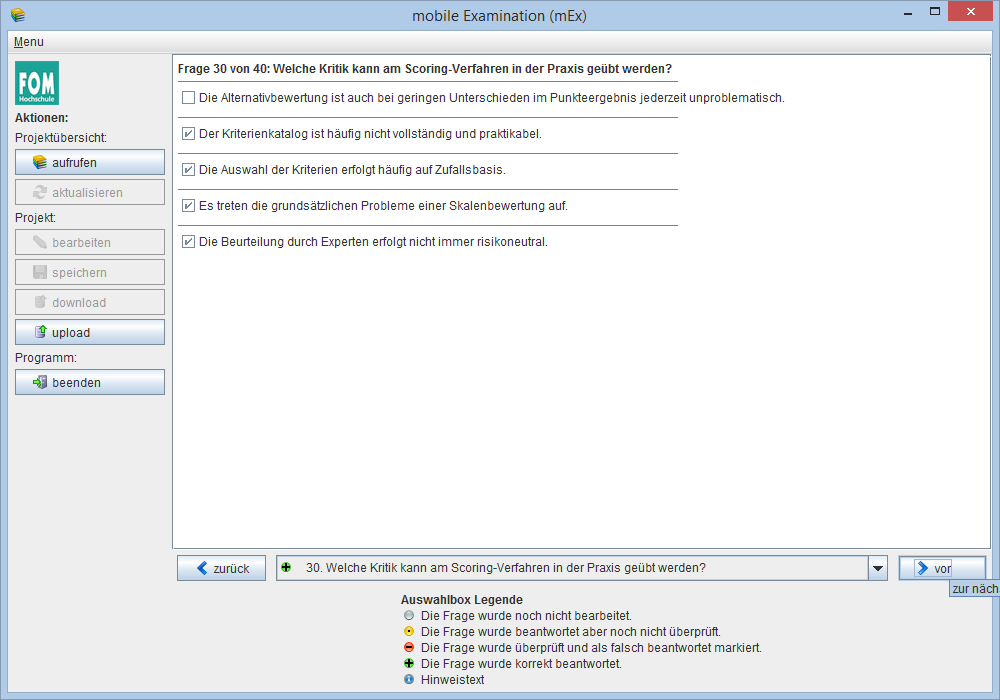 mobile Examination (mEx)
Menu
FOM
Hochschule
Aktionen:
Projektübersicht:
aufrufen
aktualisieren
Projekt:
bearbeiten
speichern
download
upload
Programm:
beenden
Frage 30 von 40: Welche Kritik kann am Scoring-Verfahren in der Praxis geübt werden?
Die Alternativbewertung ist auch bei geringen Unterschieden im Punkteergebnis jederzeit unproblematisch.
Der Kriterienkatalog ist häufig nicht vollständig und praktikabel.
Die Auswahl der Kriterien erfolgt häufig auf Zufallsbasis.
Es treten die grundsätzlichen Probleme einer Skalenbewertung auf.
Die Beurteilung durch Experten erfolgt nicht immer risikoneutral.
zurück
30. Welche Kritik kann am Scoring-Verfahren in der Praxis geübt werden?
vor
zur näch
Auswahlbox Legende
Die Frage wurde noch nicht bearbeitet.
Die Frage wurde beantwortet aber noch nicht überprüft.
Die Frage wurde überprüft und als falsch beantwortet markiert.
Die Frage wurde korrekt beantwortet.
Hinweistext